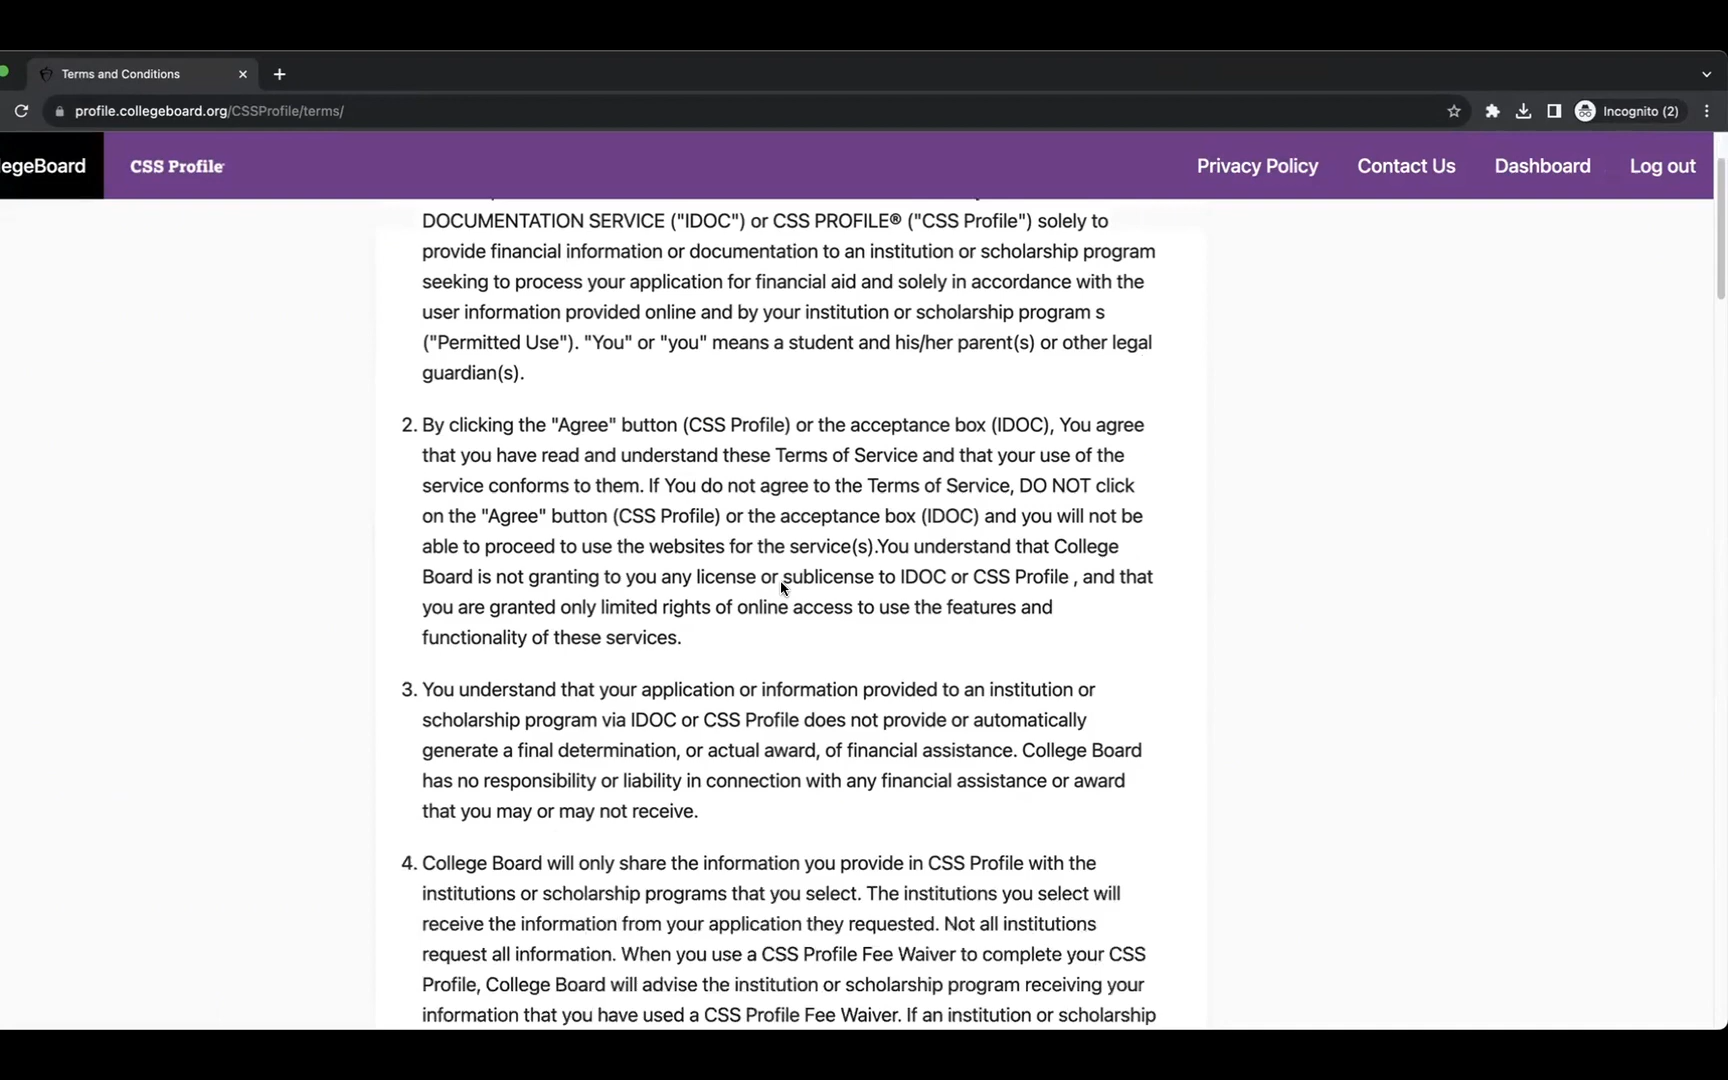 Terms and Conditions
profile.collegeboard.org/CSSProfile/terms/
Incognito (2)
legeBoard
CSS Profile
Privacy Policy
Contact Us
Dashboard
Log out
DOCUMENTATION SERVICE ("IDOC") or CSS PROFILE® ("CSS Profile") solely to
provide financial information or documentation to an institution or scholarship program
seeking to process your application for financial aid and solely in accordance with the
user information provided online and by your institution or scholarship program s
("Permitted Use"). "You" or "you" means a student and his/her parent(s) or other legal
guardian(s).
2. By clicking the "Agree" button (CSS Profile) or the acceptance box (IDOC), You agree
that you have read and understand these Terms of Service and that your use of the
service conforms to them. If You do not agree to the Terms of Service, DO NOT click
on the "Agree" button (CSS Profile) or the acceptance box (IDOC) and you will not be
able to proceed to use the websites for the service(s).You understand that College
Board is not granting to you any license or sublicense to IDOC or CSS Profile , and that
you are granted only limited rights of online access to use the features and
functionality of these services.
3. You understand that your application or information provided to an institution or
scholarship program via IDOC or CSS Profile does not provide or automatically
generate a final determination, or actual award, of financial assistance. College Board
has no responsibility or liability in connection with any financial assistance or award
that you may or may not receive.
4. College Board will only share the information you provide in CSS Profile with the
institutions or scholarship programs that you select. The institutions you select will
receive the information from your application they requested. Not all institutions
request all information. When you use a CSS Profile Fee Waiver to complete your CSS
Profile, College Board will advise the institution or scholarship program receiving your
information that you have used a CSS Profile Fee Waiver. If an institution or scholarship